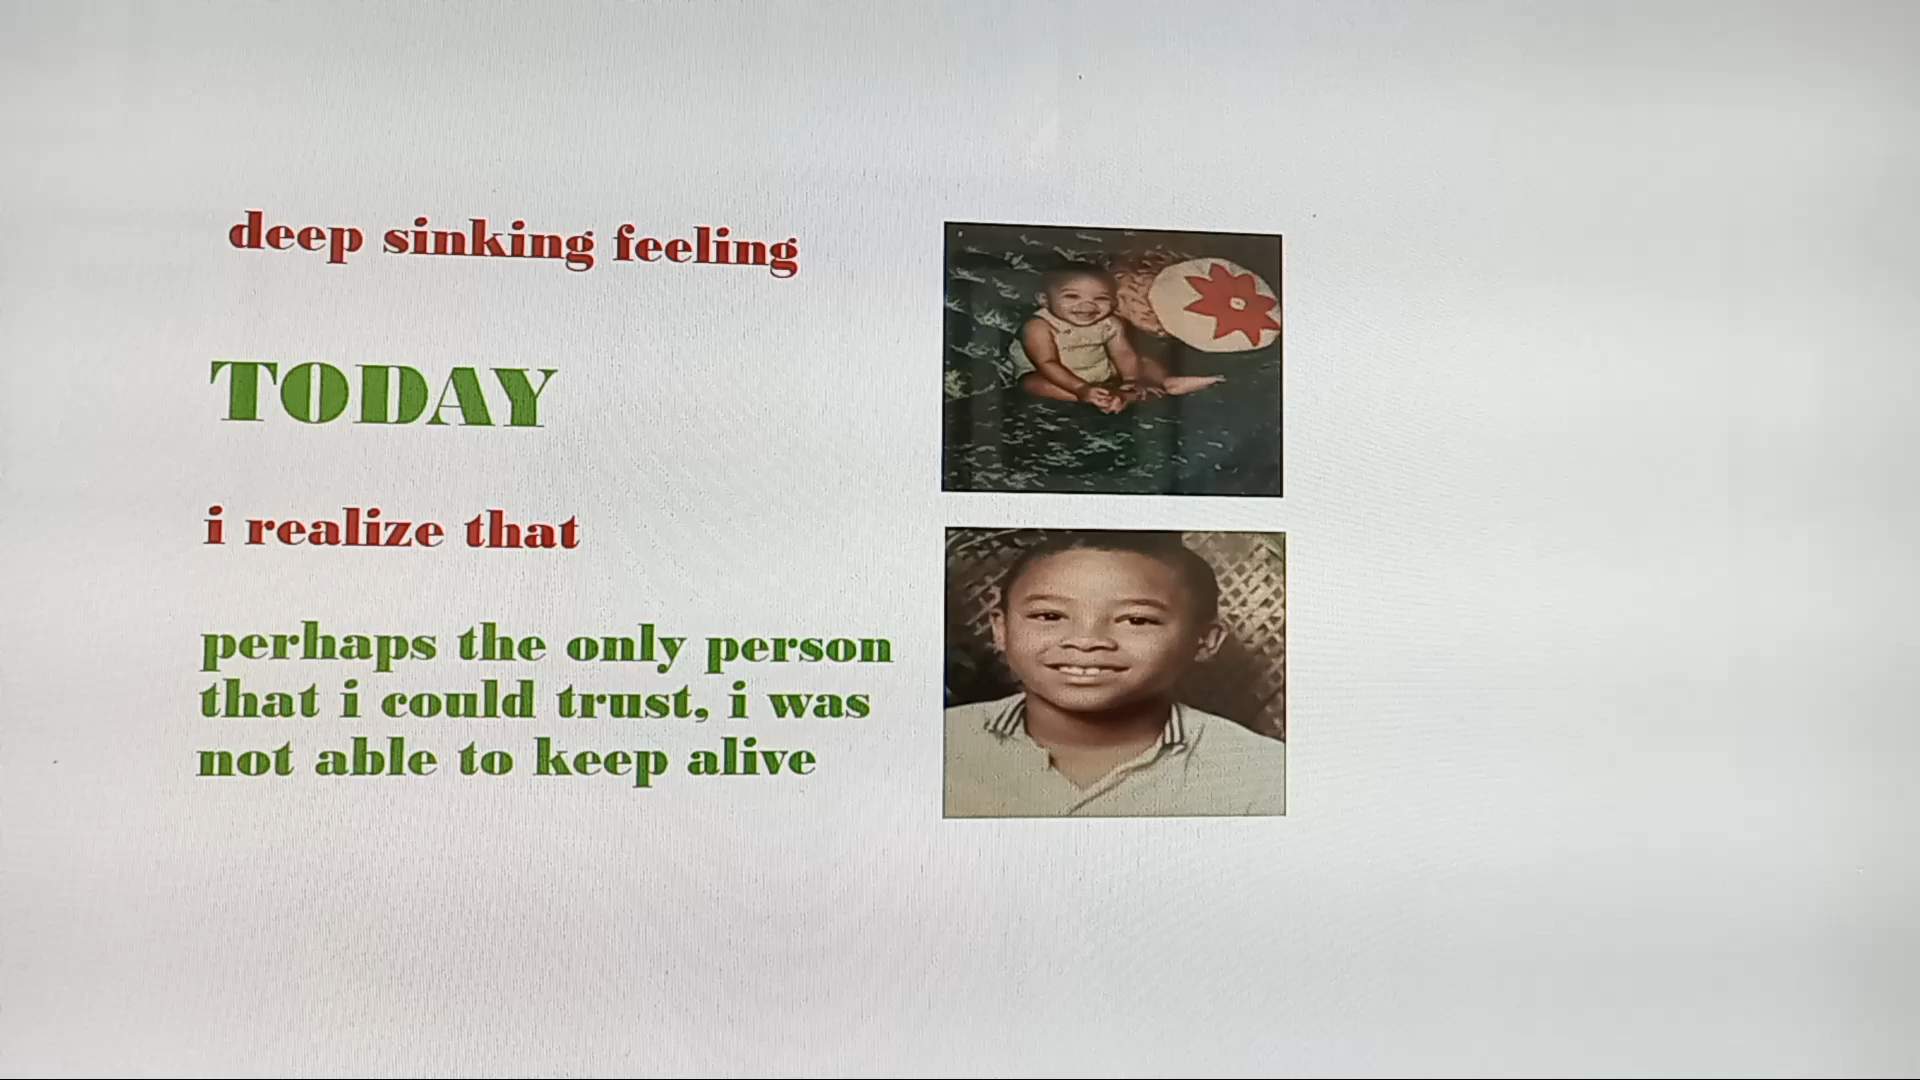 deep sinking feeling
TODAY
i realize that
perhaps the only person
that i could trust, i was
not able to keep alive